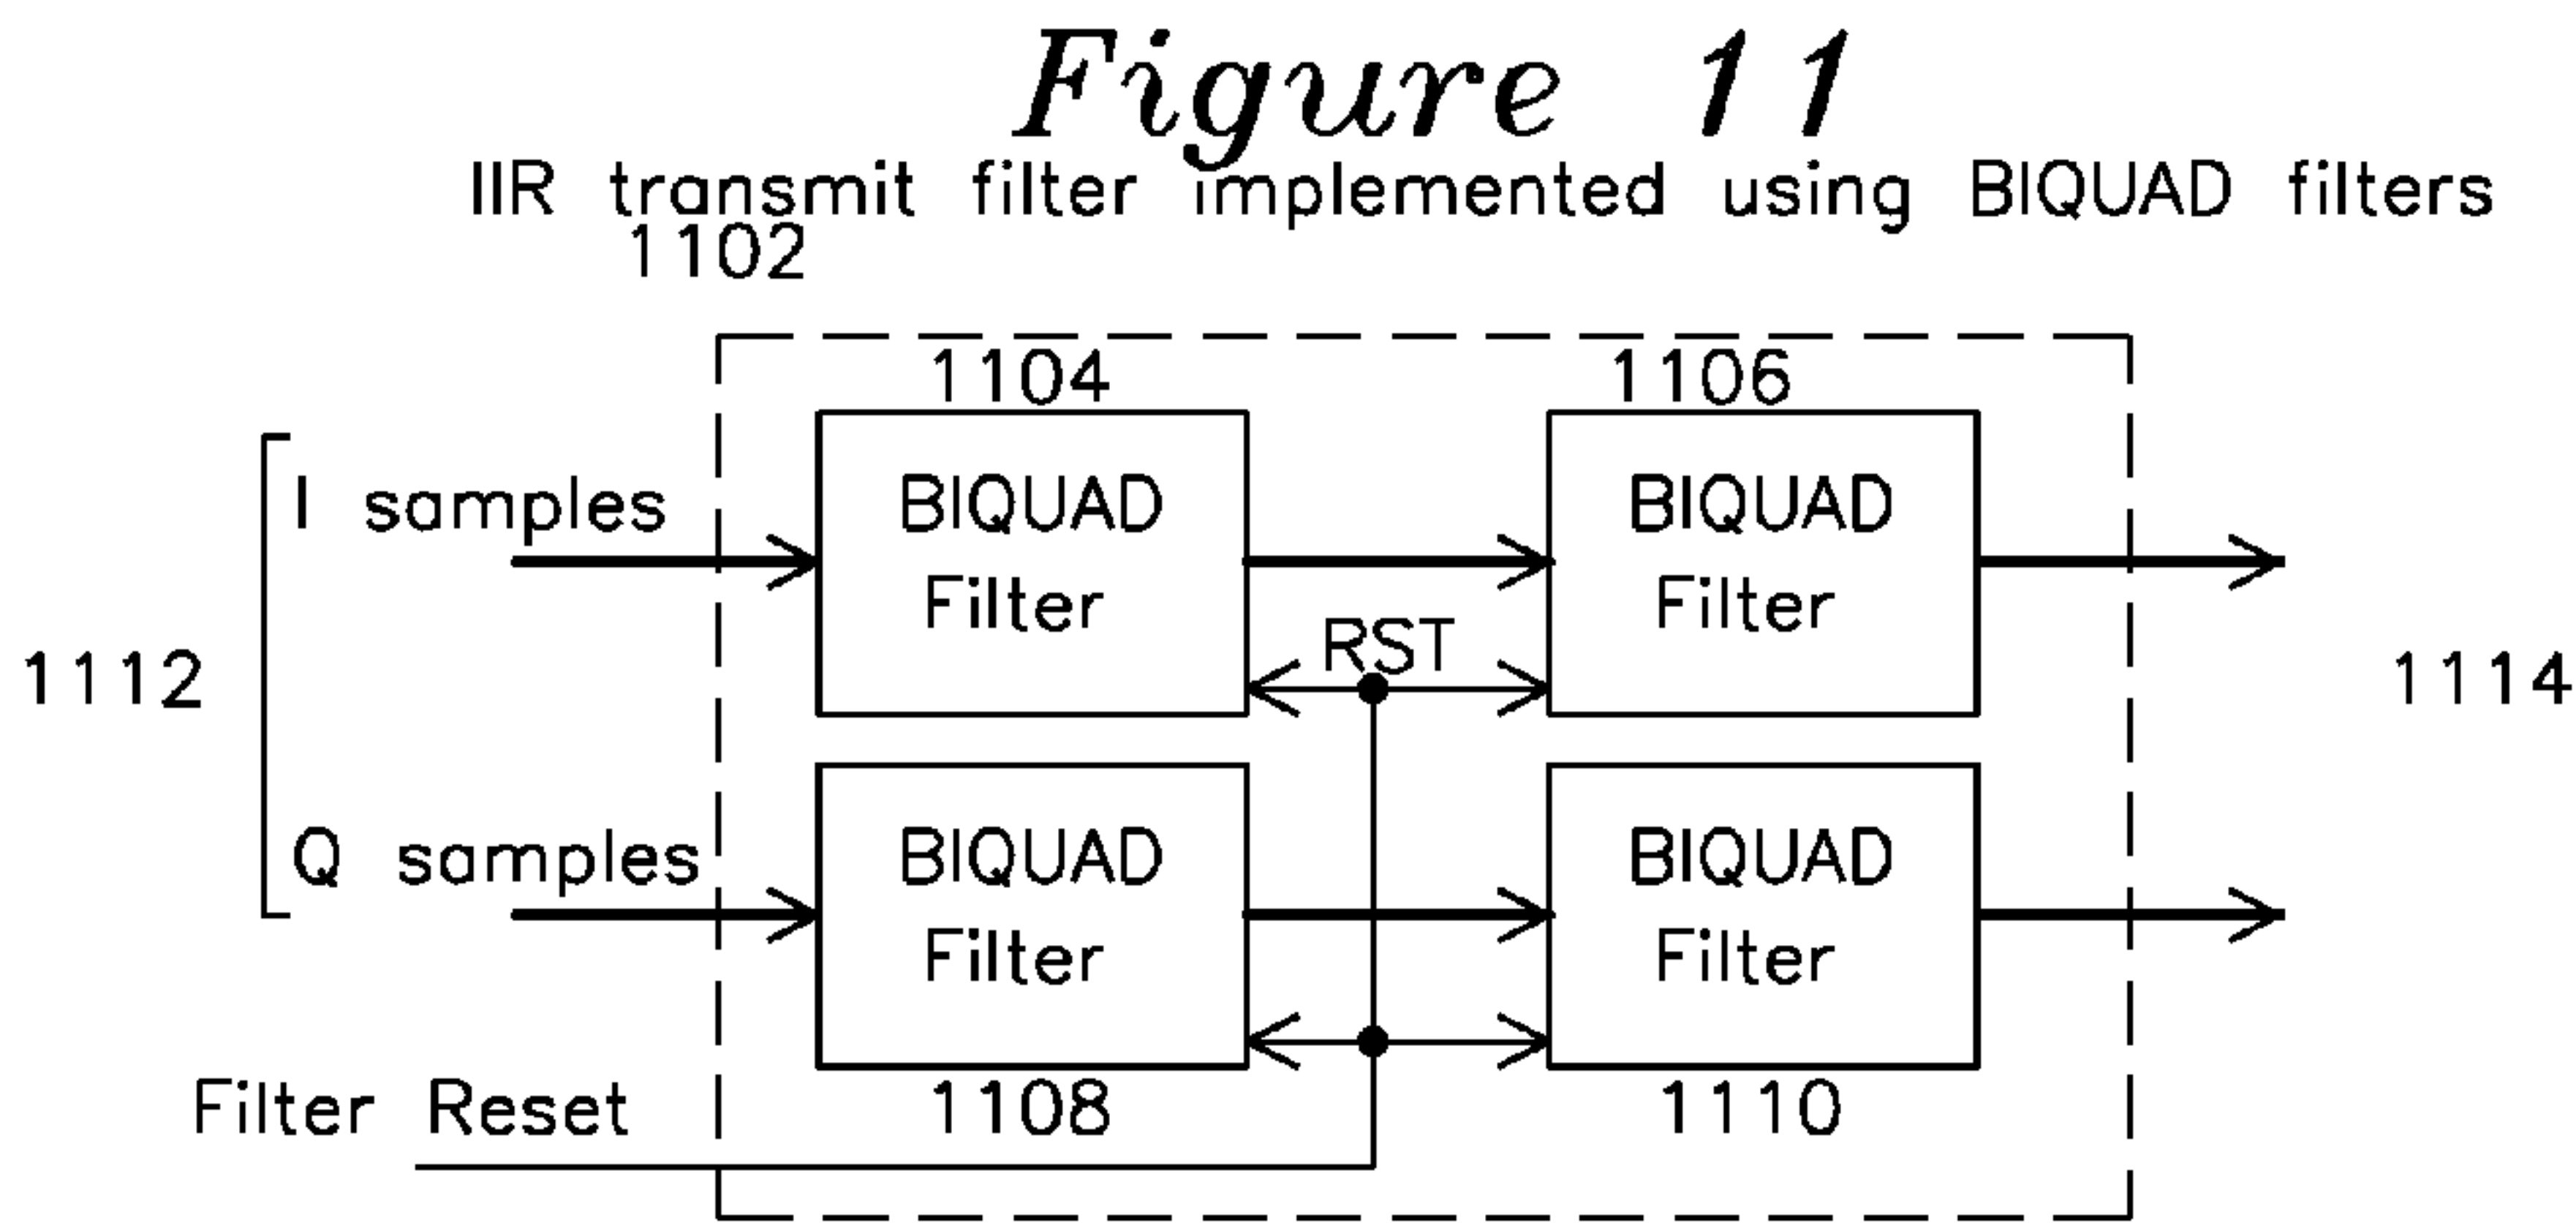 Figure 11
IIR transmit filter implemented using BIQUAD filters
1102
1104
1106
I samples
BIQUAD
Filter
BIQUAD
Filter
RST
1112
1114
Q samples
BIQUAD
Filter
BIQUAD
Filter
Filter Reset
1108
1110